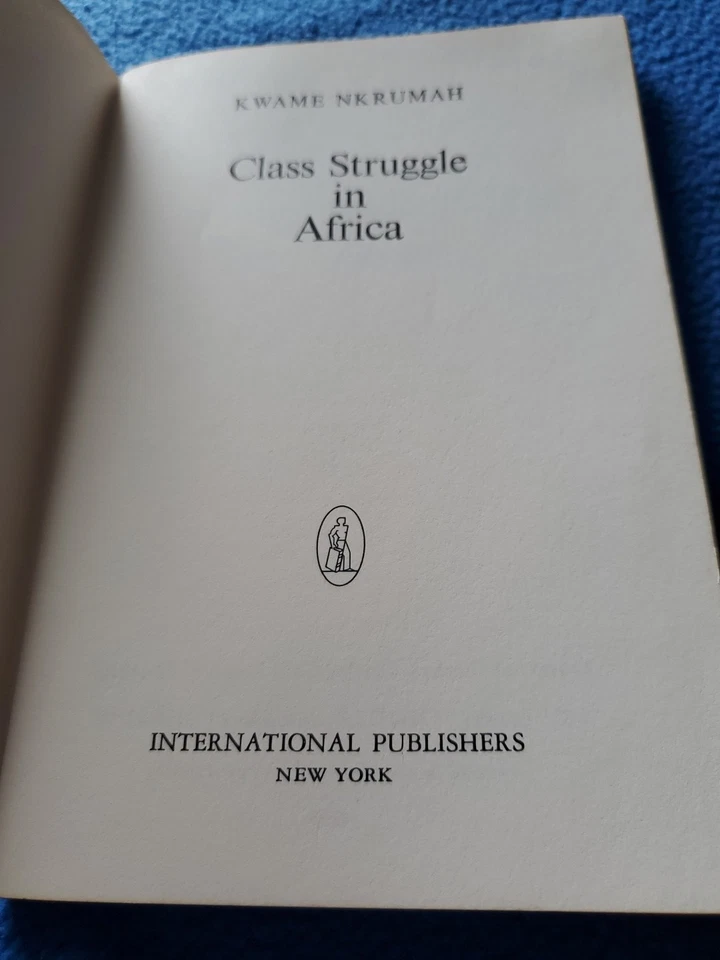 KWAME NKRUMAH
Class Struggle
in
Africa
INTERNATIONAL PUBLISHERS
NEW YORK